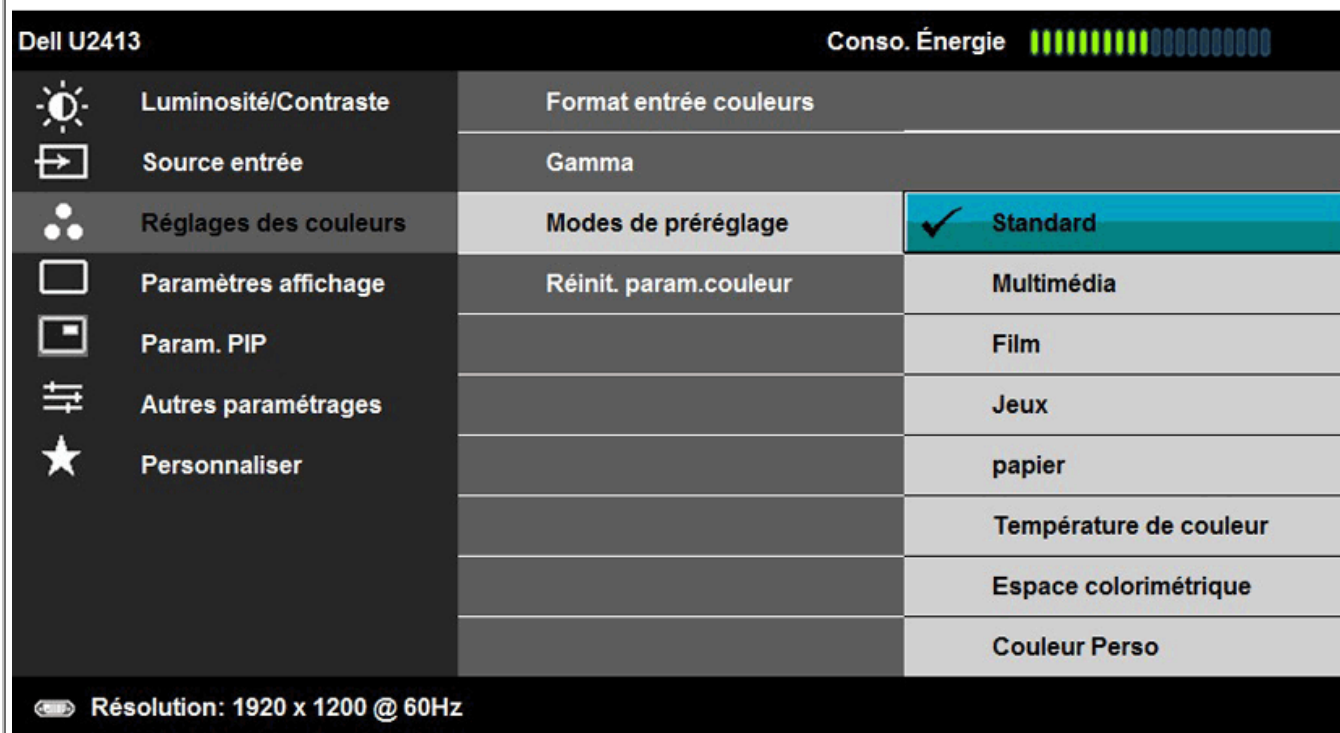 Dell U2413 Conso. Énergie
Luminosité/Contraste Format entrée couleurs
Source entrée Gamma
Réglages des couleurs Modes de préréglage Standard
Paramètres affichage Réinit. param.couleur Multimédia
Param. PIP Film
Autres paramétrages Jeux
Personnaliser papier
Température de couleur
Espace colorimétrique
Couleur Perso
Résolution: 1920 x 1200 @ 60Hz